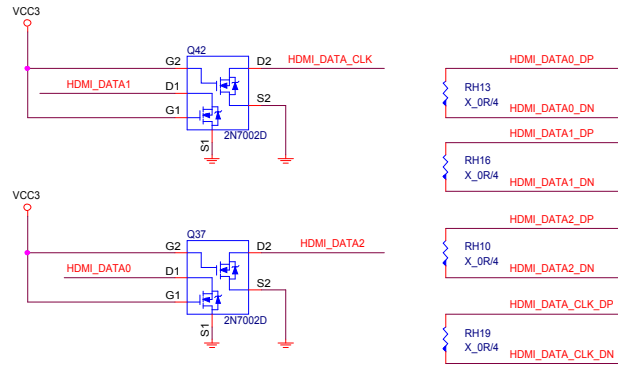 VCC3
Q42
G2
D2
HDMI_DATA_CLK
HDMI_DATA1
D1
G1
S2
S1
2N7002D
VCC3
Q37
G2
D2
HDMI_DATA2
HDMI_DATA0
D1
G1
S2
S1
2N7002D
HDMI_DATA0_DP
RH13
X_0R/4
HDMI_DATA0_DN
HDMI_DATA1_DP
RH16
X_0R/4
HDMI_DATA1_DN
HDMI_DATA2_DP
RH10
X_0R/4
HDMI_DATA2_DN
HDMI_DATA_CLK_DP
RH19
X_0R/4
HDMI_DATA_CLK_DN